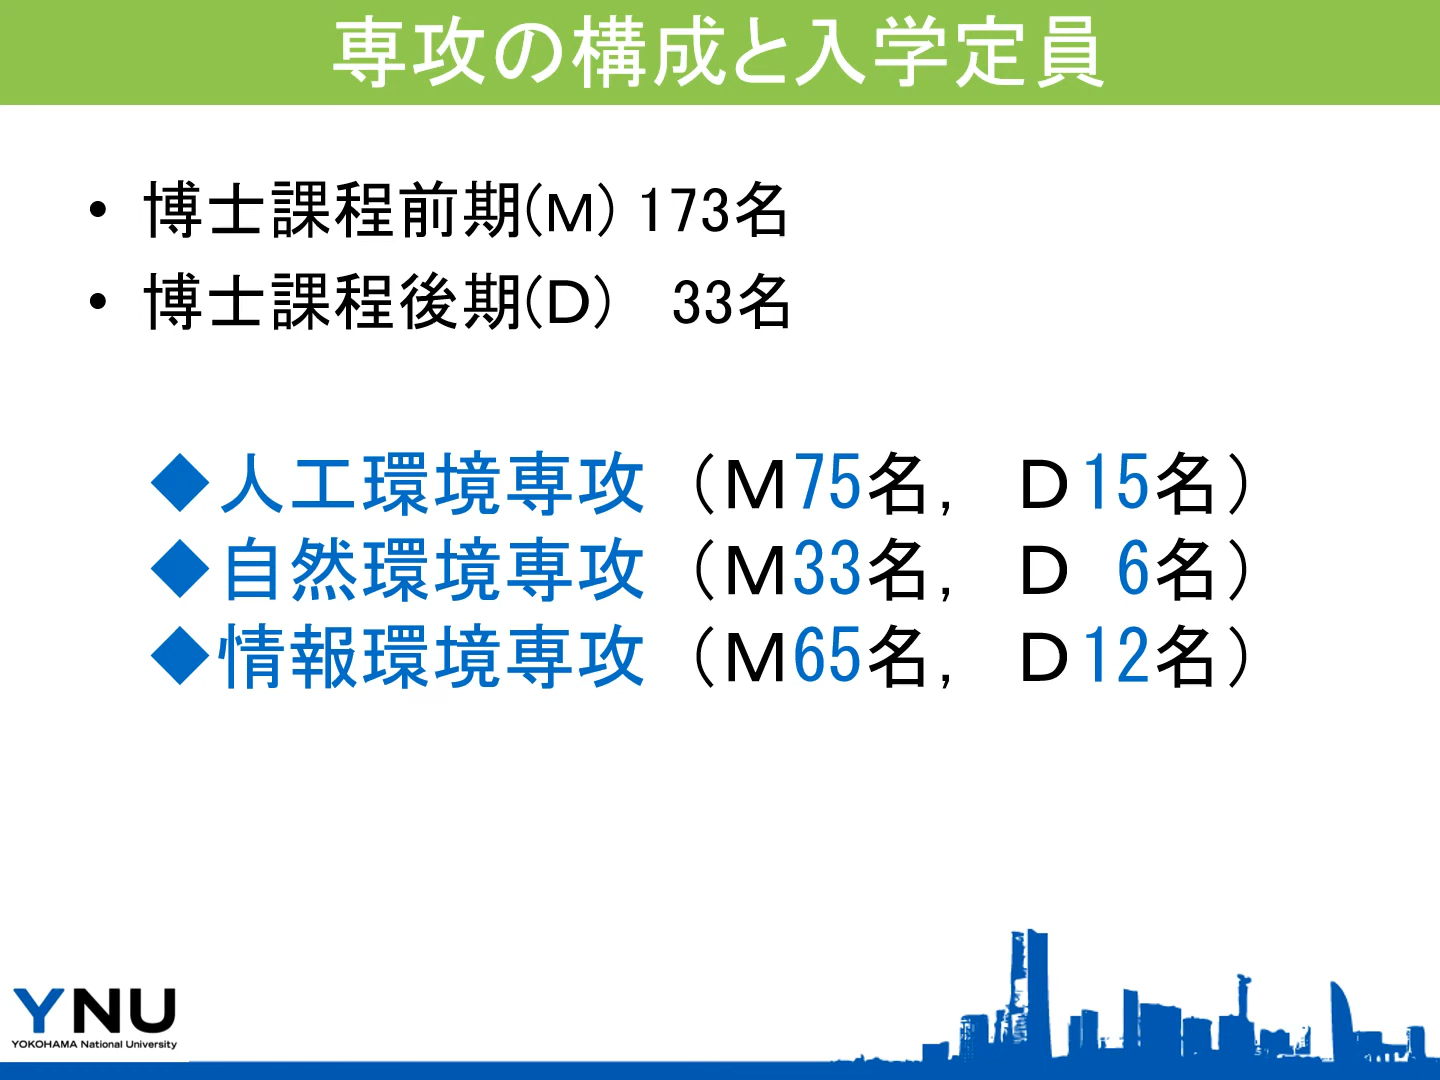 専攻の構成と入学定員
• 博士課程前期(M) 173名
• 博士課程後期(D)　33名
◆人工環境専攻（M75名，　D15名）
◆自然環境専攻（M33名，　D　6名）
◆情報環境専攻（M65名，　D12名）
YNU
YOKOHAMA National University